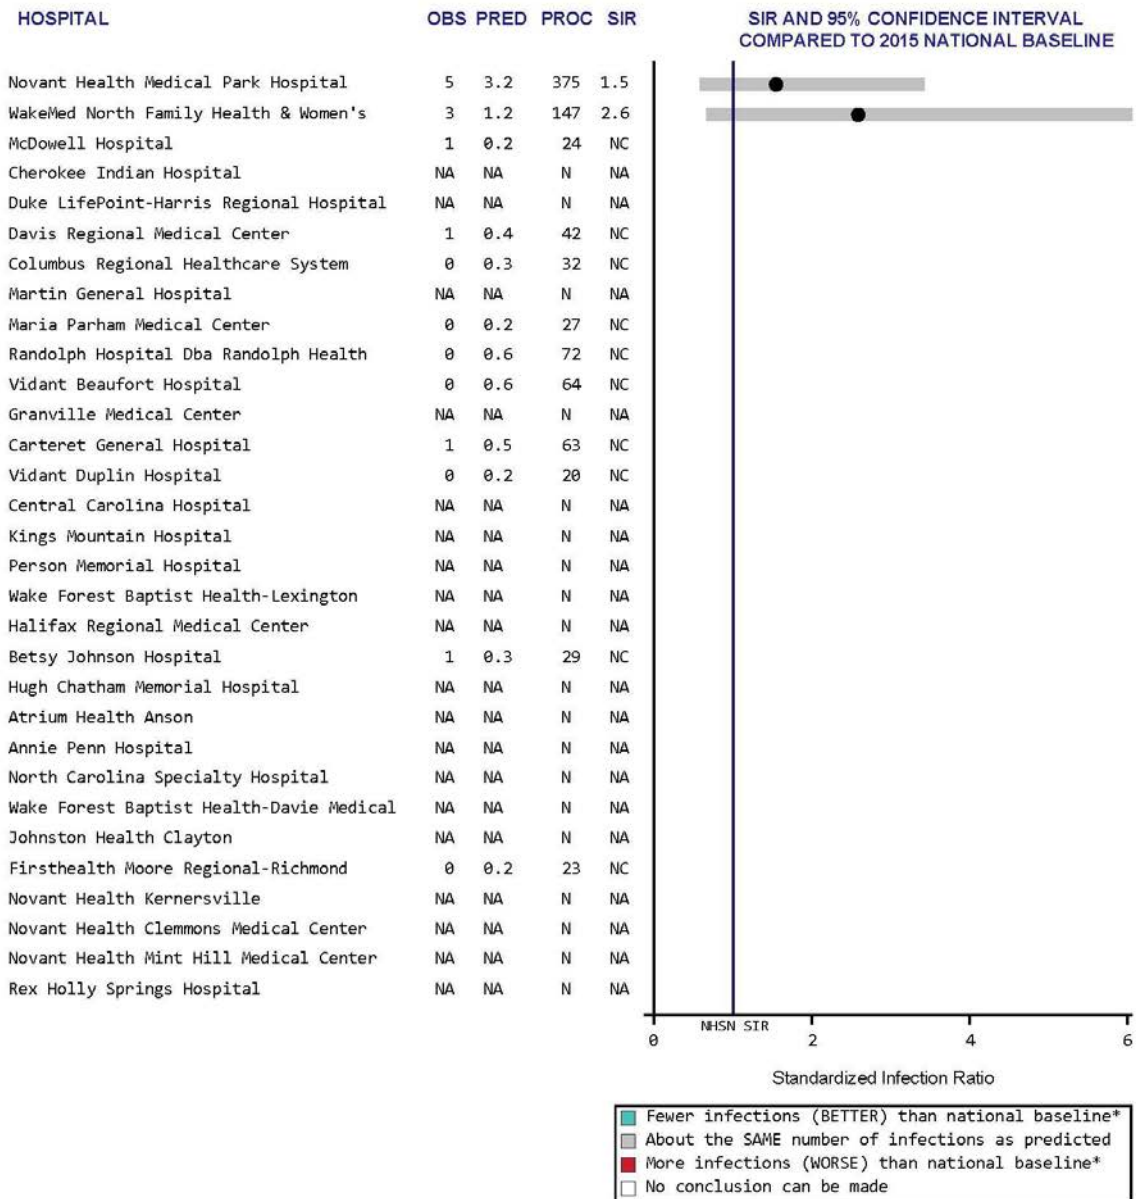 HOSPITAL OBS PRED PROC SIR SIR AND 95% CONFIDENCE INTERVAL
COMPARED TO 2015 NATIONAL BASELINE
Novant Health Medical Park Hospital 5 3.2 375 1.5
WakeMed North Family Health & Women's 3 1.2 147 2.6
McDowell Hospital 1 0.2 24 NC
Cherokee Indian Hospital NA NA N NA
Duke LifePoint-Harris Regional Hospital NA NA N NA
Davis Regional Medical Center 1 0.4 42 NC
Columbus Regional Healthcare System 0 0.3 32 NC
Martin General Hospital NA NA N NA
Maria Parham Medical Center 0 0.2 27 NC
Randolph Hospital Dba Randolph Health 0 0.6 72 NC
Vidant Beaufort Hospital 0 0.6 64 NC
Granville Medical Center NA NA N NA
Carteret General Hospital 1 0.5 63 NC
Vidant Duplin Hospital 0 0.2 20 NC
Central Carolina Hospital NA NA N NA
Kings Mountain Hospital NA NA N NA
Person Memorial Hospital NA NA N NA
Wake Forest Baptist Health-Lexington NA NA N NA
Halifax Regional Medical Center NA NA N NA
Betsy Johnson Hospital 1 0.3 29 NC
Hugh Chatham Memorial Hospital NA NA N NA
Atrium Health Anson NA NA N NA
Annie Penn Hospital NA NA N NA
North Carolina Specialty Hospital NA NA N NA
Wake Forest Baptist Health-Davie Medical NA NA N NA
Johnston Health Clayton NA NA N NA
Firsthealth Moore Regional-Richmond 0 0.2 23 NC
Novant Health Kernersville NA NA N NA
Novant Health Clemmons Medical Center NA NA N NA
Novant Health Mint Hill Medical Center NA NA N NA
Rex Holly Springs Hospital NA NA N NA
NHSN SIR
0 2 4 6
Standardized Infection Ratio
Fewer infections (BETTER) than national baseline*
About the SAME number of infections as predicted
More infections (WORSE) than national baseline*
No conclusion can be made